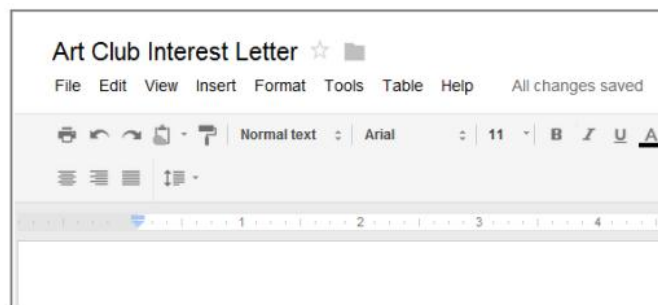 Art Club Interest Letter
File Edit View Insert Format Tools Table Help All changes saved
Normal text Arial 11 B I U A
1 2 3 4